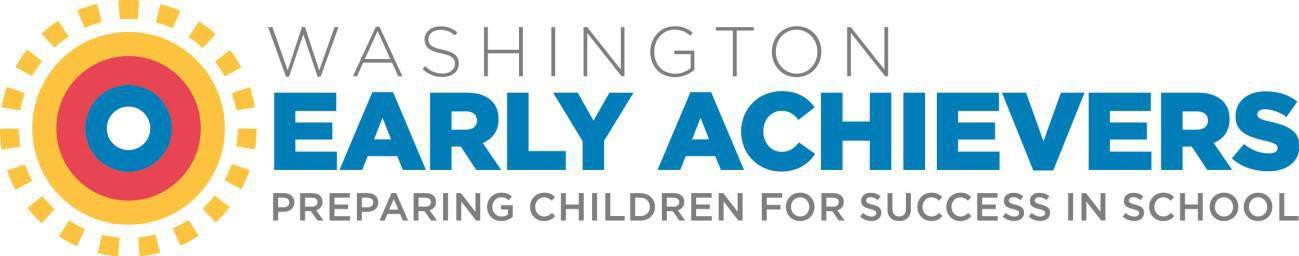 WASHINGTON
EARLY ACHIEVERS
PREPARING CHILDREN FOR SUCCESS IN SCHOOL